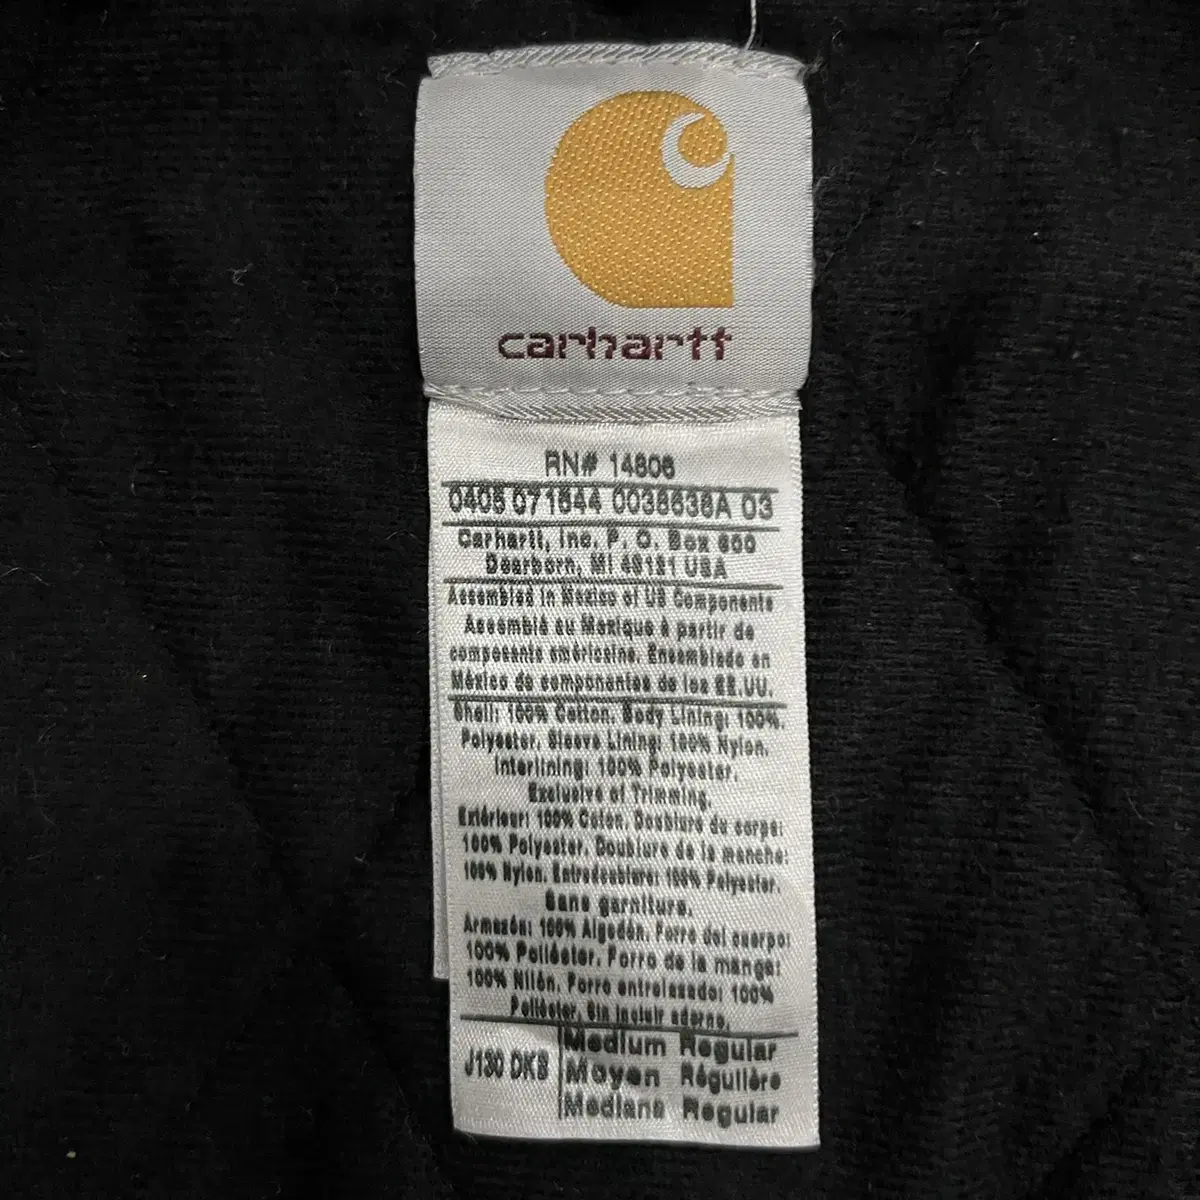 carhartt
RN# 14806
0405 071644 0038638A 03
Carhartt, Inc. P. O. Box 600
Dearborn, MI 48121 USA
Assembled in Mexico of US Components
Assemblé au Mexique à partir de
composants américains. Ensamblado en
México de componentes de los EE.UU.
Shell: 100% Cotton. Body Lining: 100%
Polyester. Sleeve Lining: 100% Nylon.
Interlining: 100% Polyester.
Exclusive of Trimming.
Extérieur: 100% Coton. Doublure du corps:
100% Polyester. Doublure de la manche:
100% Nylon. Entredoublure: 100% Polyester.
Sans garniture.
Armazón: 100% Algodón. Forro del cuerpo:
100% Poliéster. Forro de la manga:
100% Nilón. Forro entrelazado: 100%
Poliéster. Sin incluir adorno.
J130 DKB
Medium Regular
Moyen Régulière
Mediana Regular